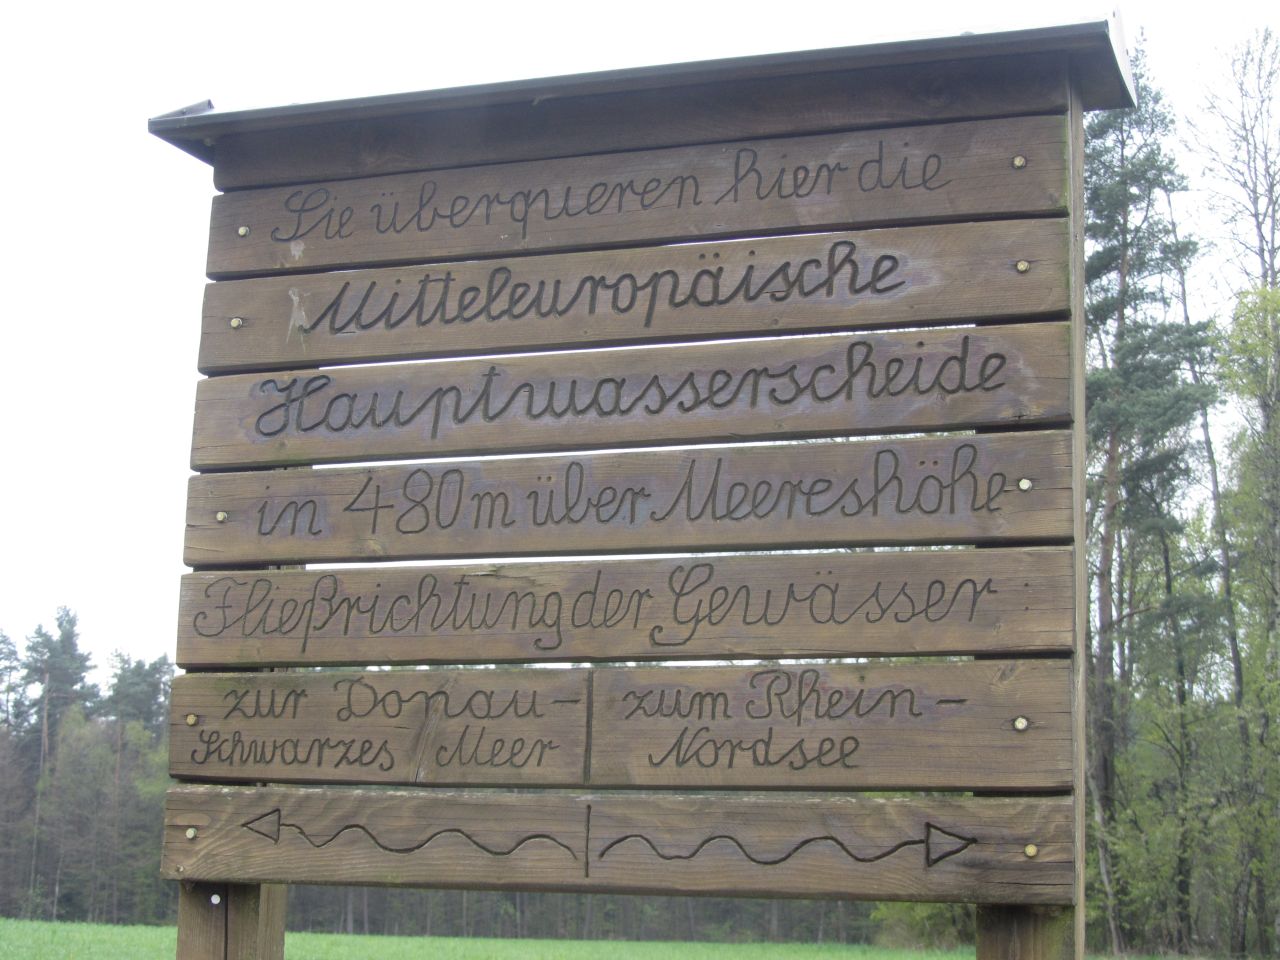 Sie überqueren hier die
Mitteleuropäische
Hauptwasserscheide
in 480m über Meereshöhe
Fließrichtung der Gewässer :
zur Donau - zum Rhein -
Schwarzes Meer Nordsee